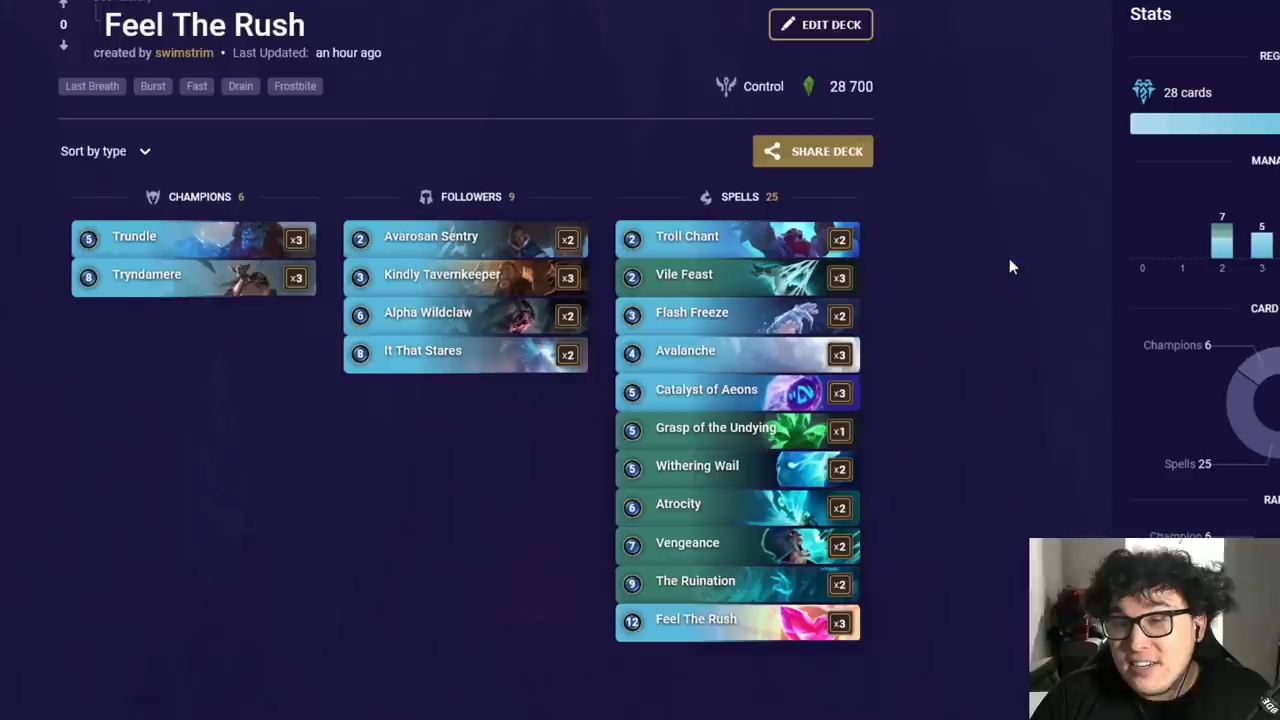 Feel The Rush
EDIT DECK
0
created by swimstrim • Last Updated: an hour ago
Last Breath Burst Fast Drain Frostbite
Control 28 700
Sort by type
SHARE DECK
CHAMPIONS 6
5 Trundle x3
8 Tryndamere x3
FOLLOWERS 9
2 Avarosan Sentry x2
3 Kindly Tavernkeeper x3
6 Alpha Wildclaw x2
8 It That Stares x2
SPELLS 25
2 Troll Chant x2
2 Vile Feast x3
3 Flash Freeze x2
4 Avalanche x3
5 Catalyst of Aeons x3
5 Grasp of the Undying x1
5 Withering Wail x2
6 Atrocity x2
7 Vengeance x2
9 The Ruination x2
12 Feel The Rush x3
Stats
REG
28 cards
MANA
7
5
0 1 2 3
CARD
Champions 6
Spells 25
RA
Champion 6